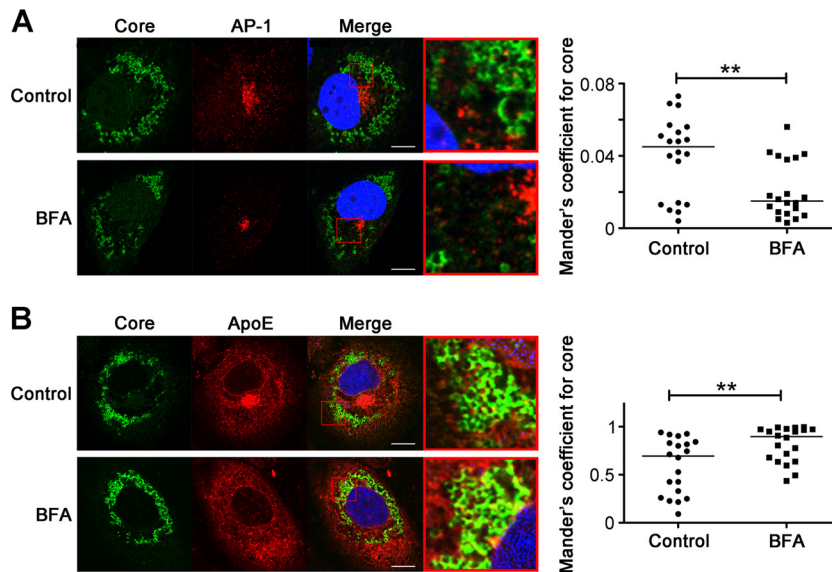 A
Core AP-1 Merge
Control
BFA
Mander's coefficient for core
0.08
0.04
0
**
Control BFA
B
Core ApoE Merge
Control
BFA
Mander's coefficient for core
1
0.5
0
**
Control BFA